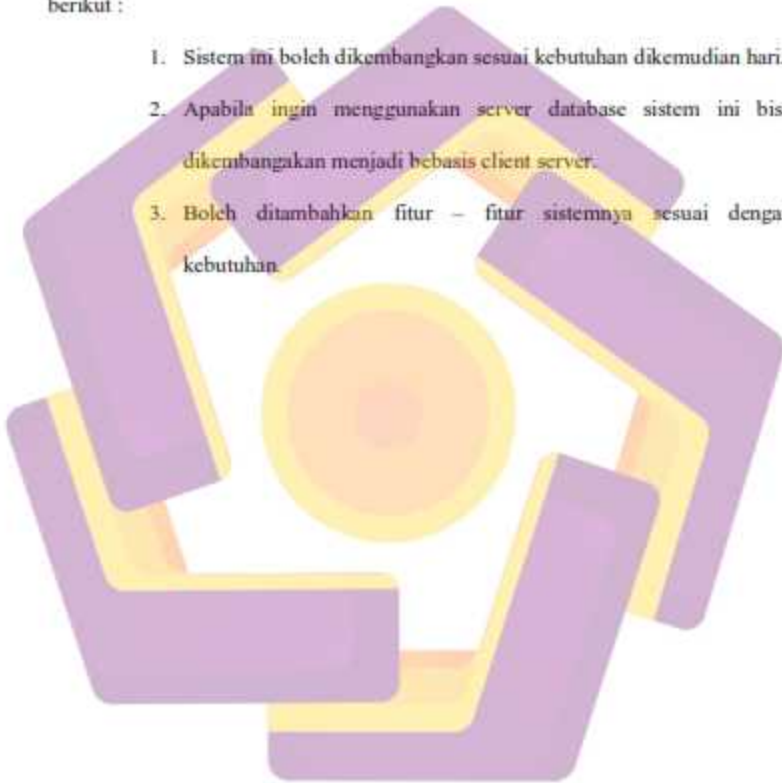 berikut :
1. Sistem ini boleh dikembangkan sesuai kebutuhan dikemudian hari.
2. Apabila ingin menggunakan server database sistem ini bis
dikembangakan menjadi bebasis client server.
3. Boleh ditambahkan fitur – fitur sistemnya sesuai denga
kebutuhan.